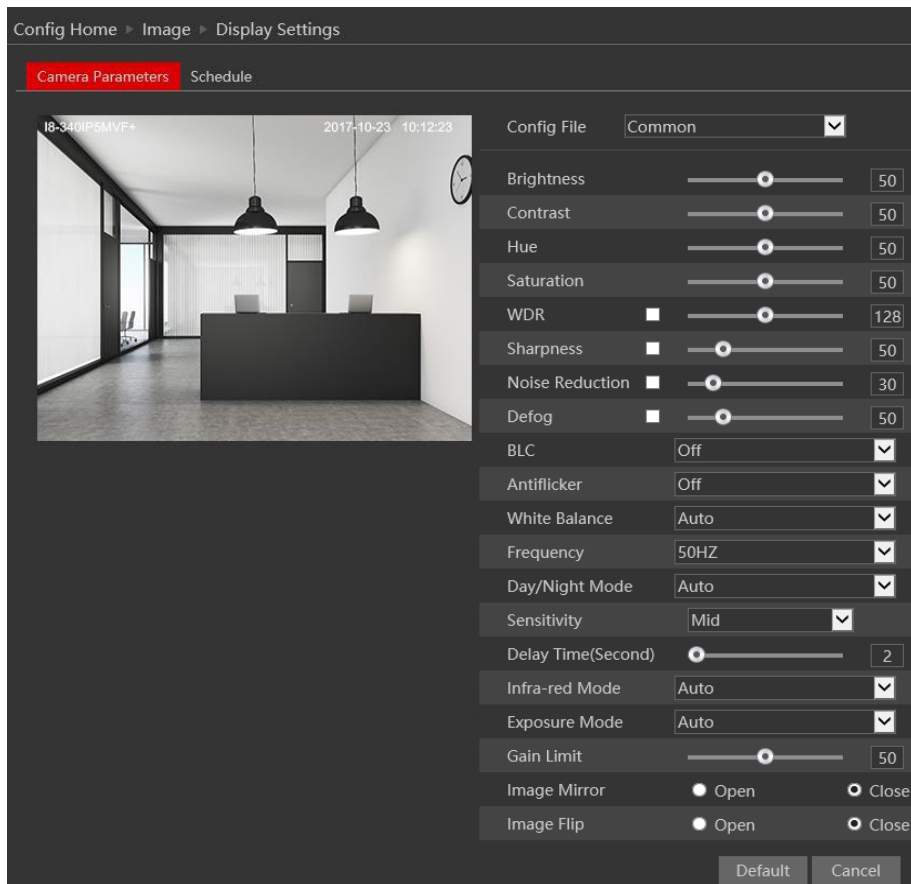 Config Home ▶ Image ▶ Display Settings
Camera Parameters Schedule
I8-340IP5MVF+ 2017-10-23 10:12:23
Config File Common
Brightness 50
Contrast 50
Hue 50
Saturation 50
WDR 128
Sharpness 50
Noise Reduction 30
Defog 50
BLC Off
Antiflicker Off
White Balance Auto
Frequency 50HZ
Day/Night Mode Auto
Sensitivity Mid
Delay Time(Second) 2
Infra-red Mode Auto
Exposure Mode Auto
Gain Limit 50
Image Mirror Open Close
Image Flip Open Close
Default Cancel